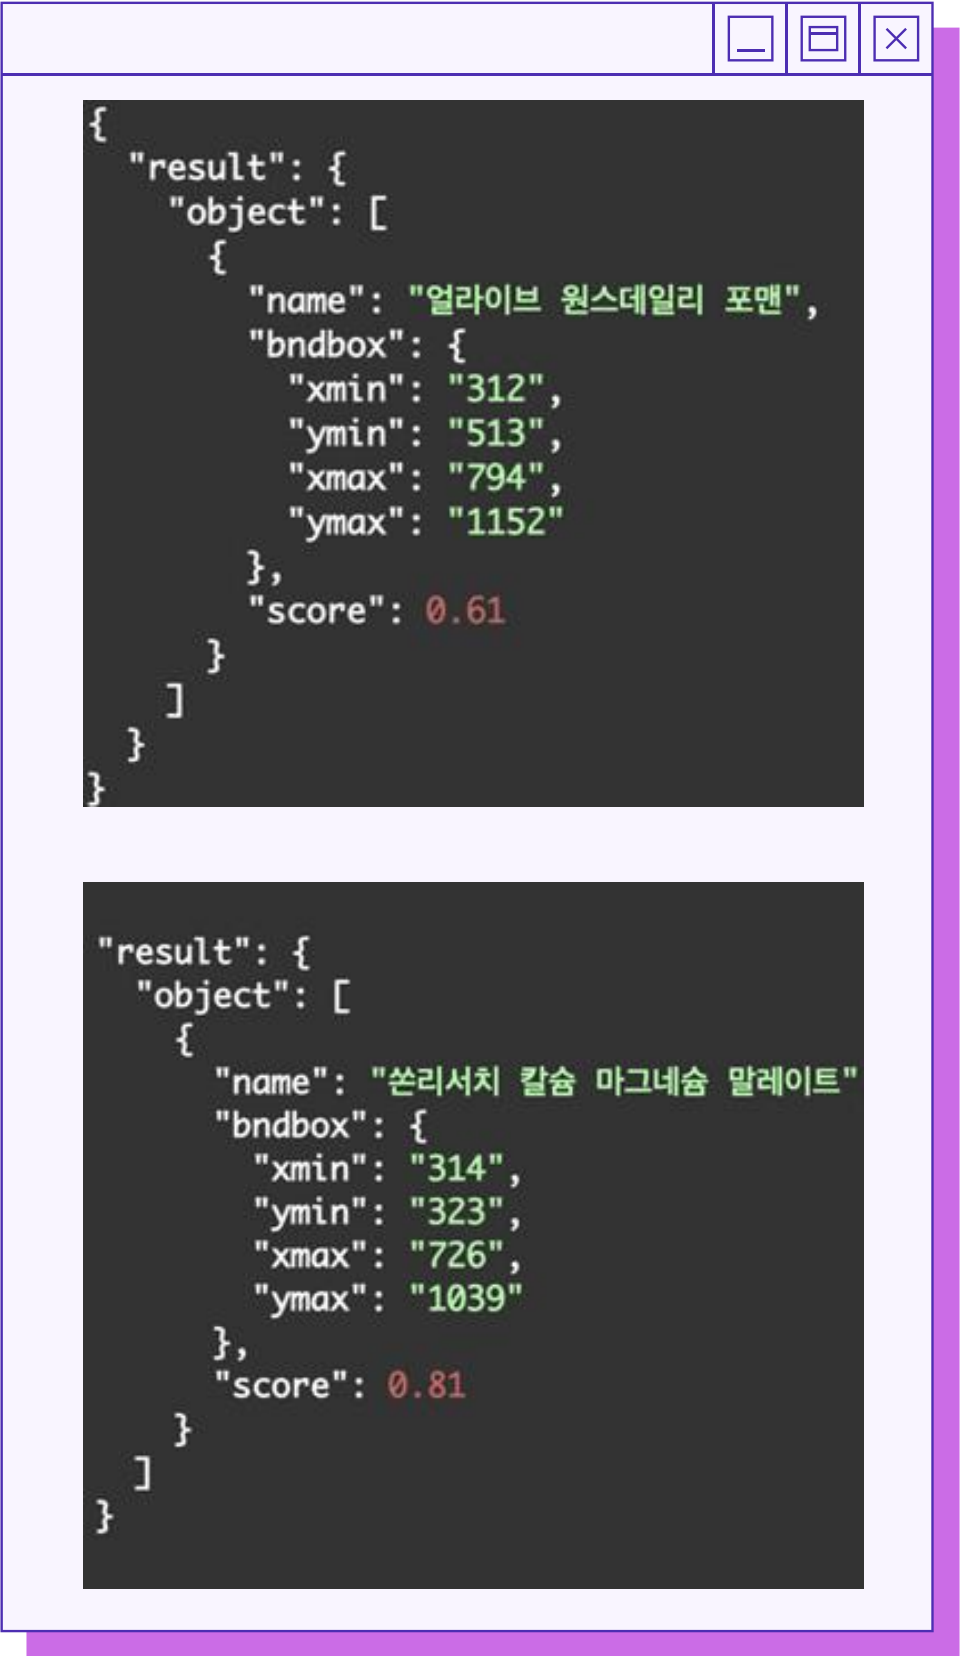 {
"result": {
"object": [
{
"name": "얼라이브 원스데일리 포맨",
"bndbox": {
"xmin": "312",
"ymin": "513",
"xmax": "794",
"ymax": "1152"
},
"score": 0.61
}
]
}
}
"result": {
"object": [
{
"name": "쏜리서치 칼슘 마그네슘 말레이트"
"bndbox": {
"xmin": "314",
"ymin": "323",
"xmax": "726",
"ymax": "1039"
},
"score": 0.81
}
]
}